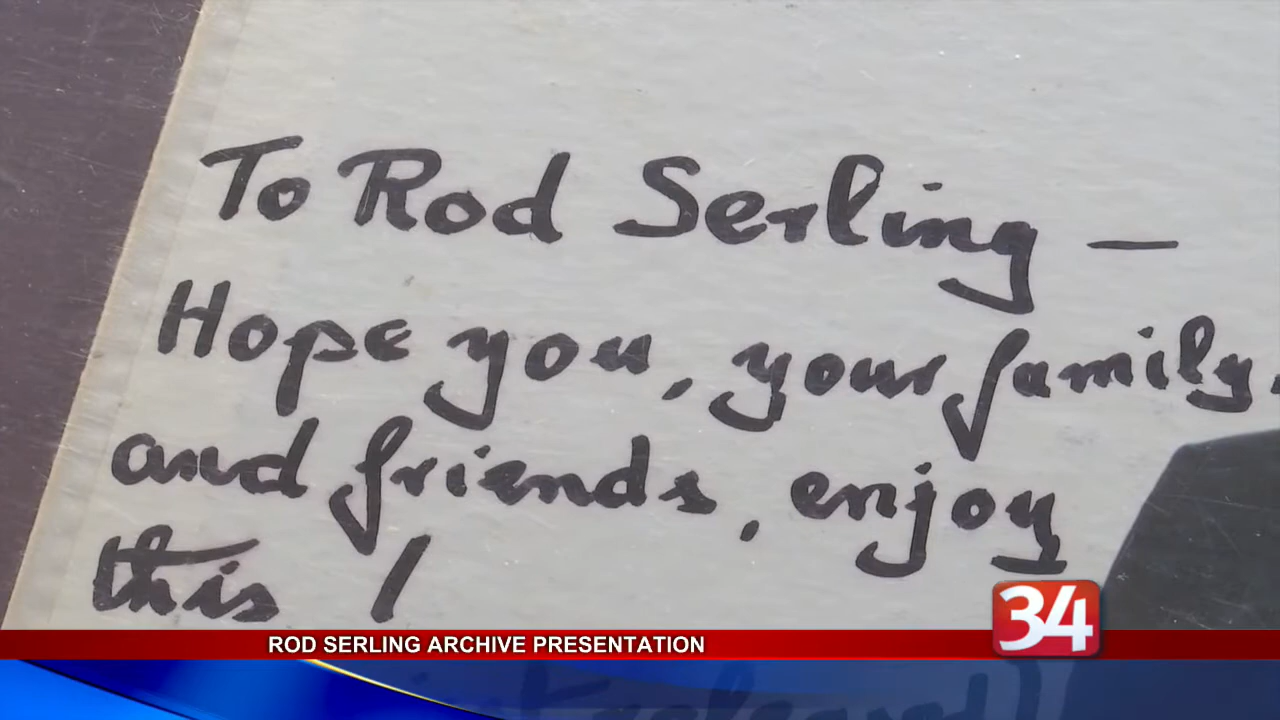 To Rod Serling —
Hope you, your family,
and friends, enjoy
this !
34
ROD SERLING ARCHIVE PRESENTATION